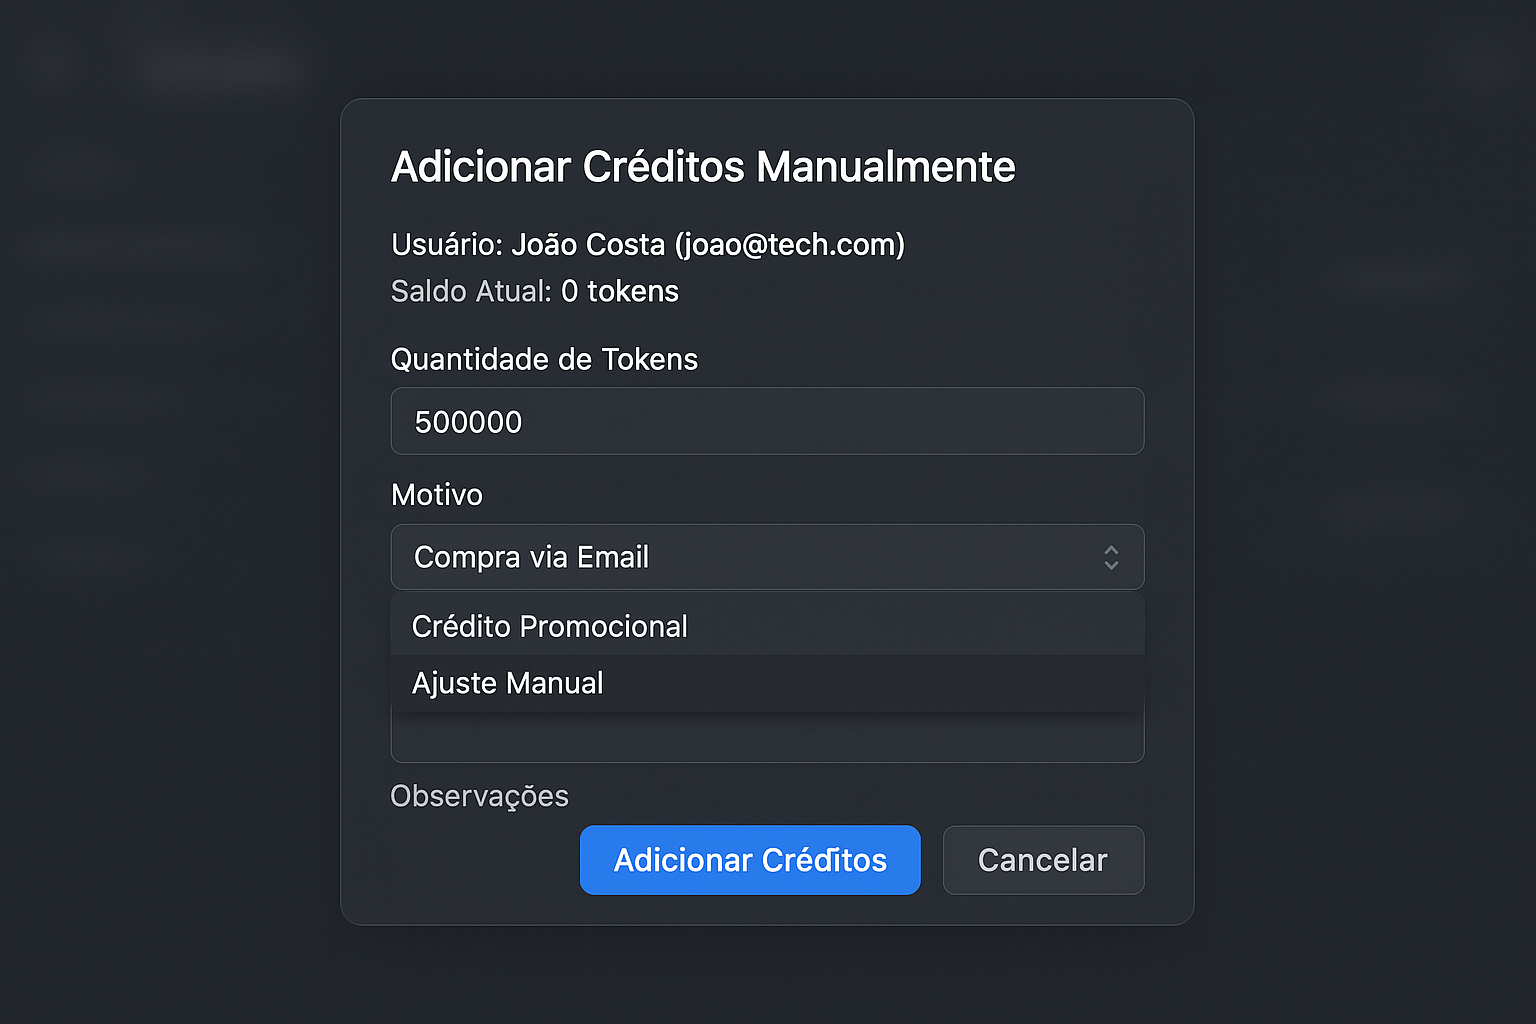 Adicionar Créditos Manualmente
Usuário: João Costa (joao@tech.com)
Saldo Atual: 0 tokens
Quantidade de Tokens
500000
Motivo
Compra via Email
Crédito Promocional
Ajuste Manual
Observações
Adicionar Créditos
Cancelar